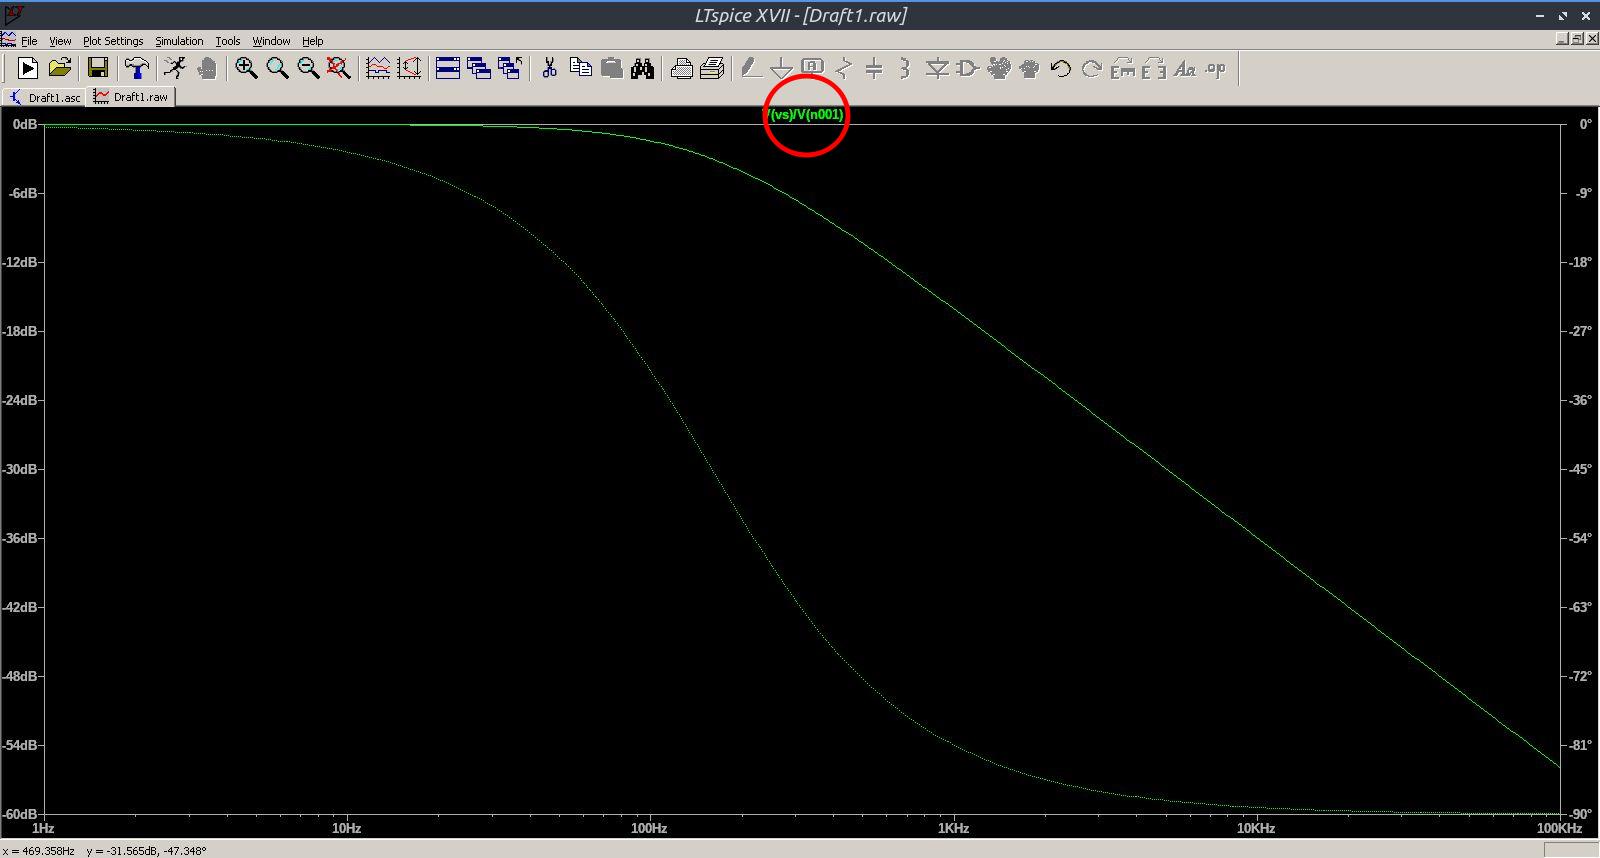 LTspice XVII - [Draft1.raw]
File View Plot Settings Simulation Tools Window Help
Draft1.asc Draft1.raw
V(vs)/V(n001)
0dB 0°
-6dB -9°
-12dB -18°
-18dB -27°
-24dB -36°
-30dB -45°
-36dB -54°
-42dB -63°
-48dB -72°
-54dB -81°
-60dB -90°
1Hz 10Hz 100Hz 1KHz 10KHz 100KHz
x = 469.358Hz y = -31.565dB, -47.348°